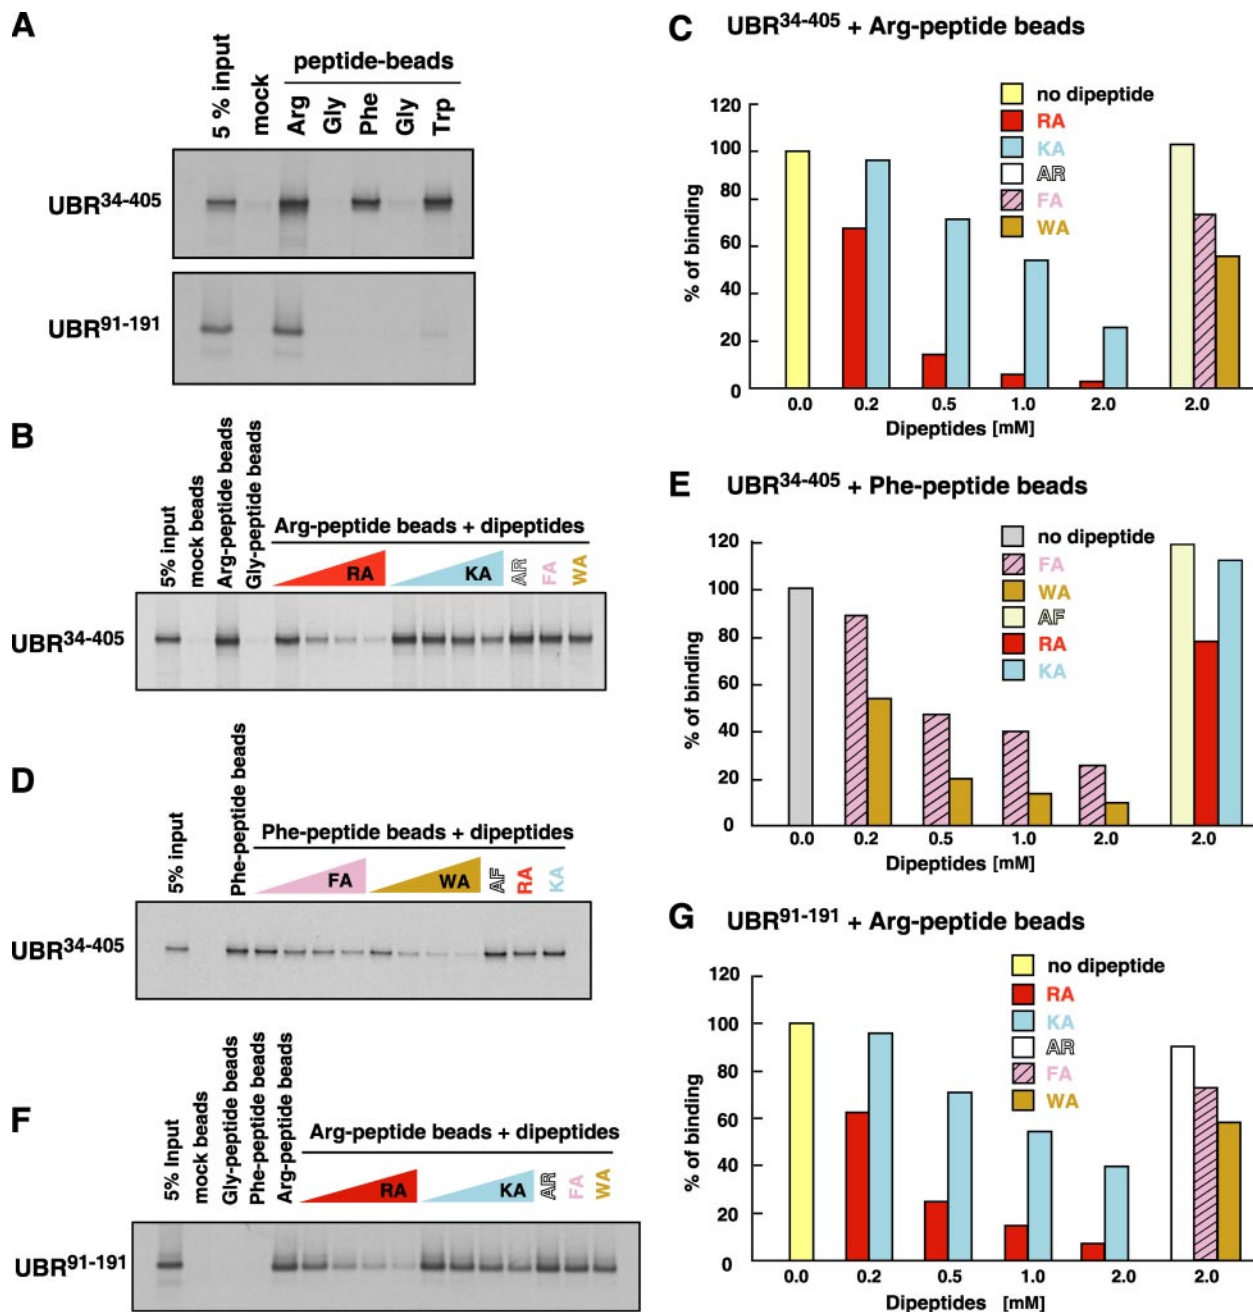 A
peptide-beads
5 % input
mock
Arg
Gly
Phe
Gly
Trp
UBR34-405
UBR91-191
B
5% input
mock beads
Arg-peptide beads
Gly-peptide beads
Arg-peptide beads + dipeptides
RA
KA
AR
FA
WA
UBR34-405
D
5% input
Phe-peptide beads
Phe-peptide beads + dipeptides
FA
WA
AF
RA
KA
UBR34-405
F
5% Input
mock beads
Gly-peptide beads
Phe-peptide beads
Arg-peptide beads
Arg-peptide beads + dipeptides
RA
KA
AR
FA
WA
UBR91-191
C UBR34-405 + Arg-peptide beads
no dipeptide
RA
KA
AR
FA
WA
% of binding
120
100
80
60
40
20
0
0.0 0.2 0.5 1.0 2.0 2.0
Dipeptides [mM]
E UBR34-405 + Phe-peptide beads
no dipeptide
FA
WA
AF
RA
KA
% of binding
120
100
80
60
40
20
0
0.0 0.2 0.5 1.0 2.0 2.0
Dipeptides [mM]
G UBR91-191 + Arg-peptide beads
no dipeptide
RA
KA
AR
FA
WA
% of binding
120
100
80
60
40
20
0
0.0 0.2 0.5 1.0 2.0 2.0
Dipeptides [mM]